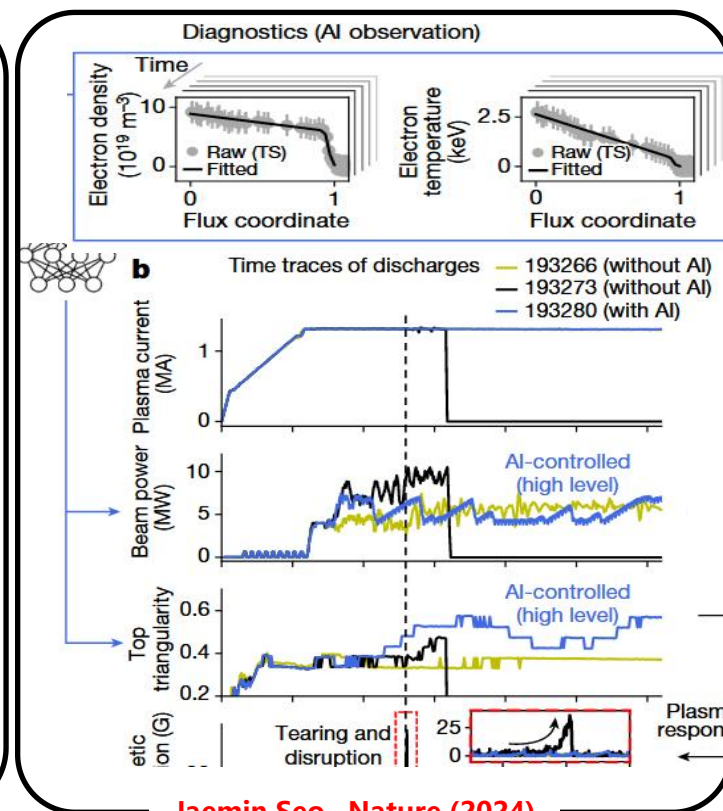 Diagnostics (AI observation)
Time
Electron density
(10¹⁹ m⁻³)
10
0
Raw (TS)
Fitted
0
1
Flux coordinate
Electron
temperature
(keV)
2.5
0
Raw (TS)
Fitted
0
1
Flux coordinate
b
Time traces of discharges
193266 (without AI)
193273 (without AI)
193280 (with AI)
Plasma current
(MA)
1
0
Beam power
(MW)
10
5
0
AI-controlled
(high level)
Top
triangularity
0.6
0.4
0.2
AI-controlled
(high level)
etic
ion (G)
Tearing and
disruption
25
0
Plasm
respon
Jaemin Seo, Nature (2024)